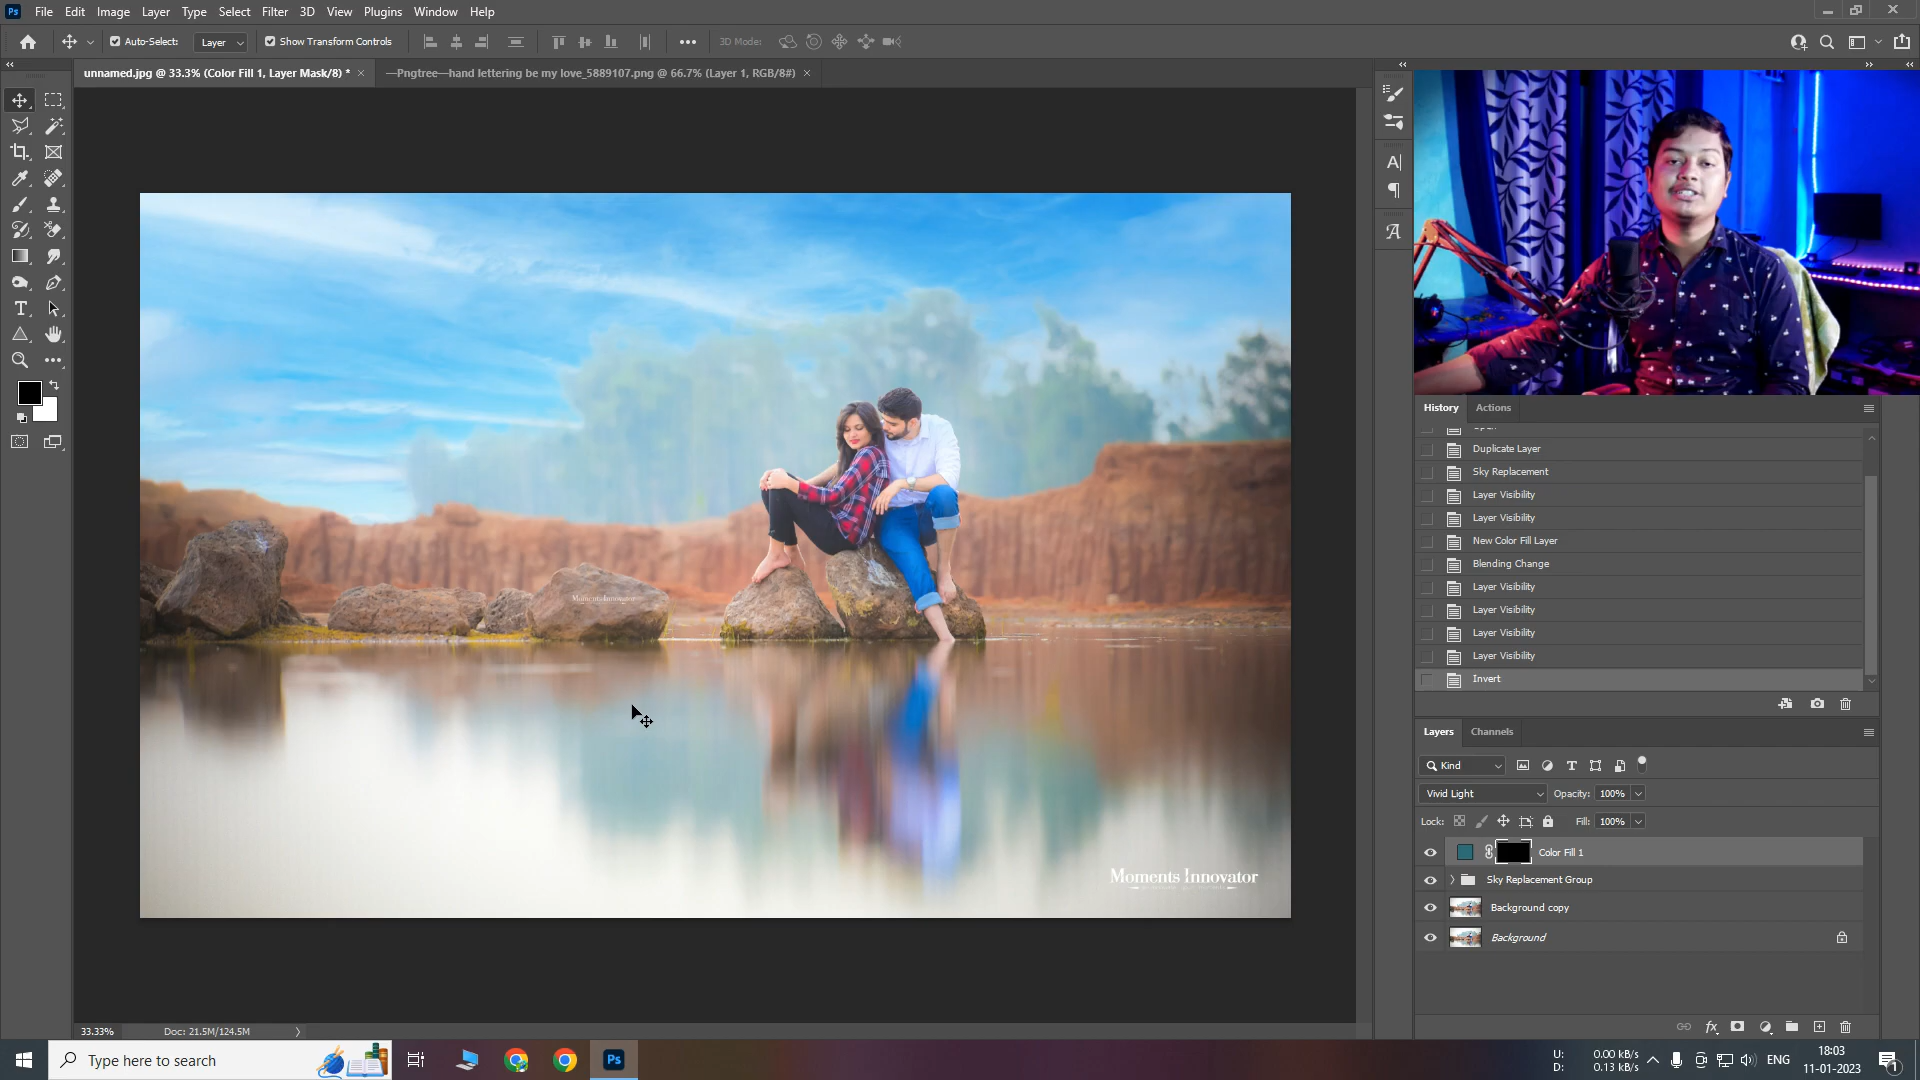 Ps File Edit Image Layer Type Select Filter 3D View Plugins Window Help
Auto-Select: Layer Show Transform Controls 3D Mode:
unnamed.jpg @ 33.3% (Color Fill 1, Layer Mask/8) * × —Pngtree—hand lettering be my love_5889107.png @ 66.7% (Layer 1, RGB/8#) ×
History Actions
Duplicate Layer
Sky Replacement
Layer Visibility
Layer Visibility
New Color Fill Layer
Blending Change
Layer Visibility
Layer Visibility
Layer Visibility
Layer Visibility
Invert
Moments Innovator
Layers Channels
Kind
Vivid Light Opacity: 100%
Lock: Fill: 100%
Color Fill 1
Sky Replacement Group
Background copy
Background
Moments Innovator
33.33% Doc: 21.5M/124.5M
Type here to search
Ps
U: 0.00 kB/s
D: 0.13 kB/s
ENG
18:03
11-01-2023
1